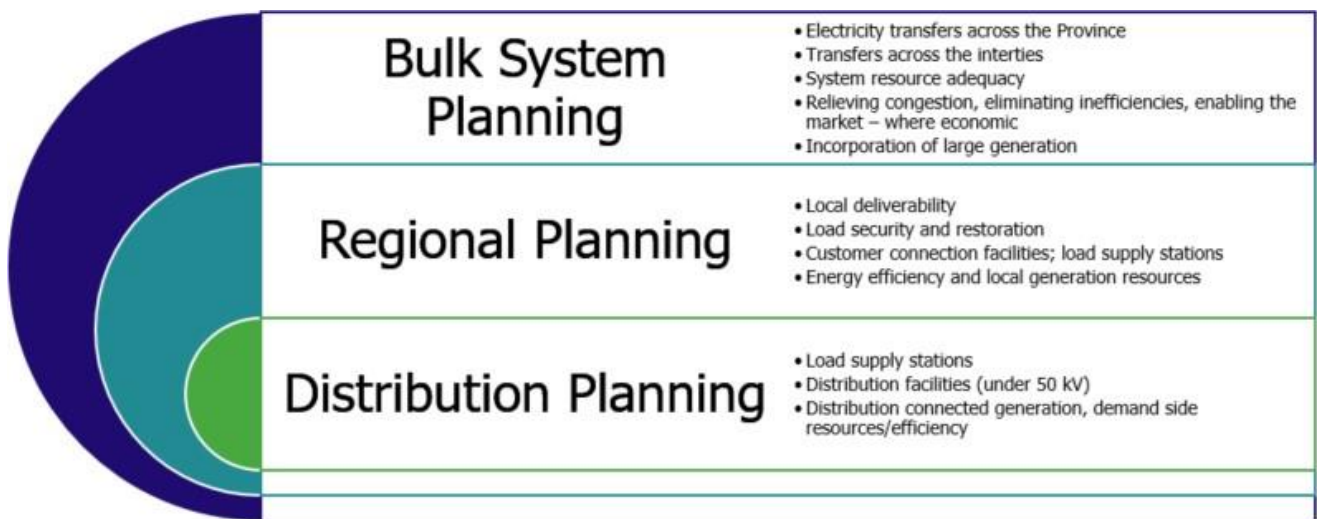 Bulk System
Planning
• Electricity transfers across the Province
• Transfers across the interties
• System resource adequacy
• Relieving congestion, eliminating inefficiencies, enabling the
market – where economic
• Incorporation of large generation
Regional Planning
• Local deliverability
• Load security and restoration
• Customer connection facilities; load supply stations
• Energy efficiency and local generation resources
Distribution Planning
• Load supply stations
• Distribution facilities (under 50 kV)
• Distribution connected generation, demand side
resources/efficiency